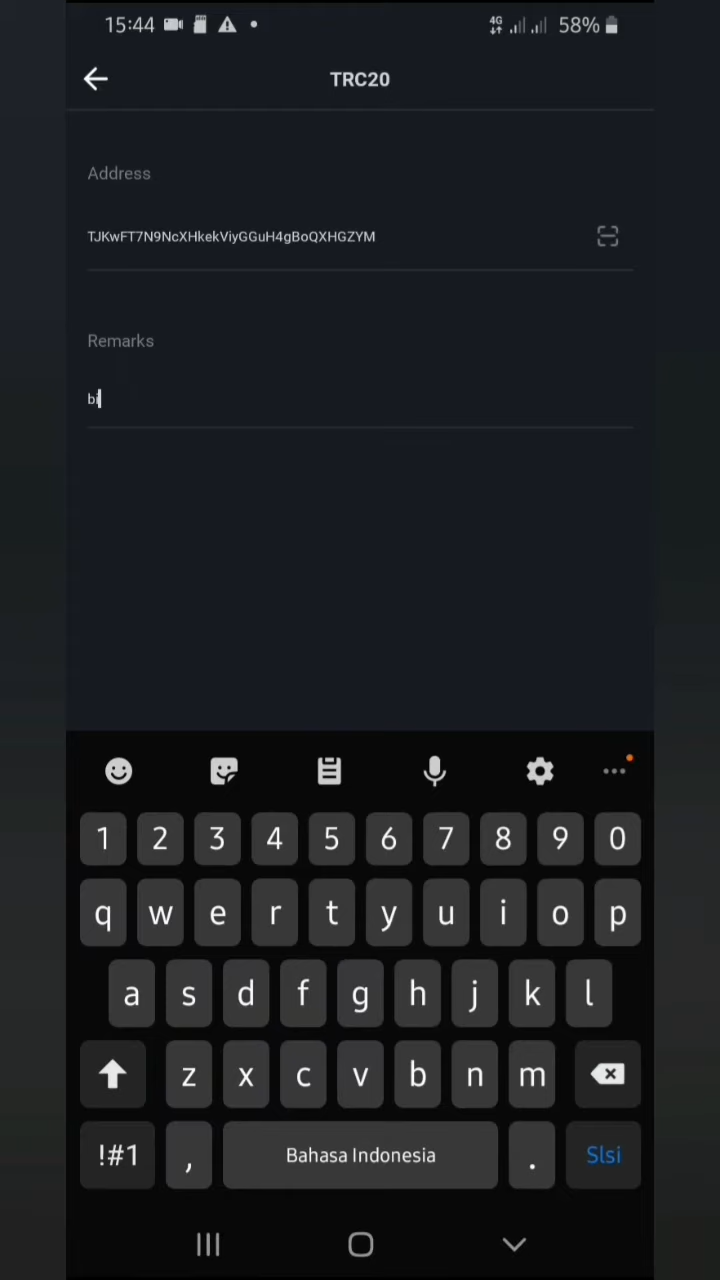 15:44 4G 58%
TRC20
Address
TJKwFT7N9NcXHkekViyGGuH4gBoQXHGZYM
Remarks
bi
1 2 3 4 5 6 7 8 9 0
q w e r t y u i o p
a s d f g h j k l
z x c v b n m
!#1 , Bahasa Indonesia . Slsi